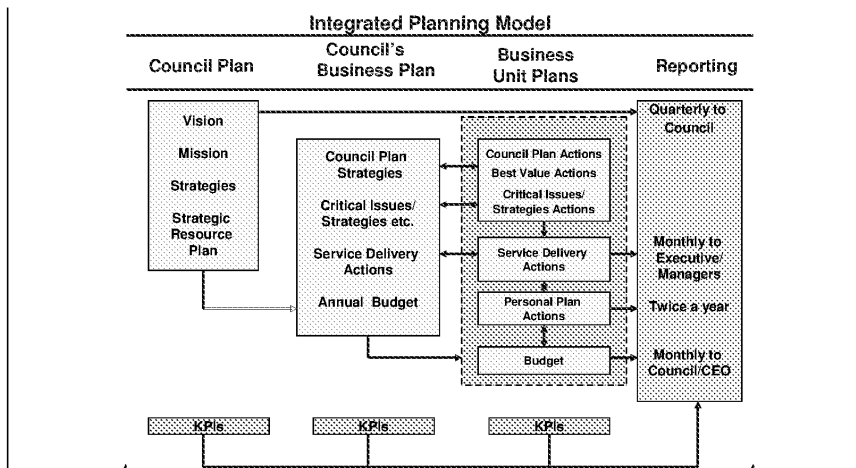 Integrated Planning Model
Council Plan
Council's
Business Plan
Business
Unit Plans
Reporting
Vision
Mission
Strategies
Strategic
Resource
Plan
Council Plan
Strategies
Critical Issues/
Strategies etc.
Service Delivery
Actions
Annual Budget
Council Plan Actions
Best Value Actions
Critical Issues/
Strategies Actions
Service Delivery
Actions
Personal Plan
Actions
Budget
Quarterly to
Council
Monthly to
Executive/
Managers
Twice a year
Monthly to
Council/CEO
KPIs
KPIs
KPIs